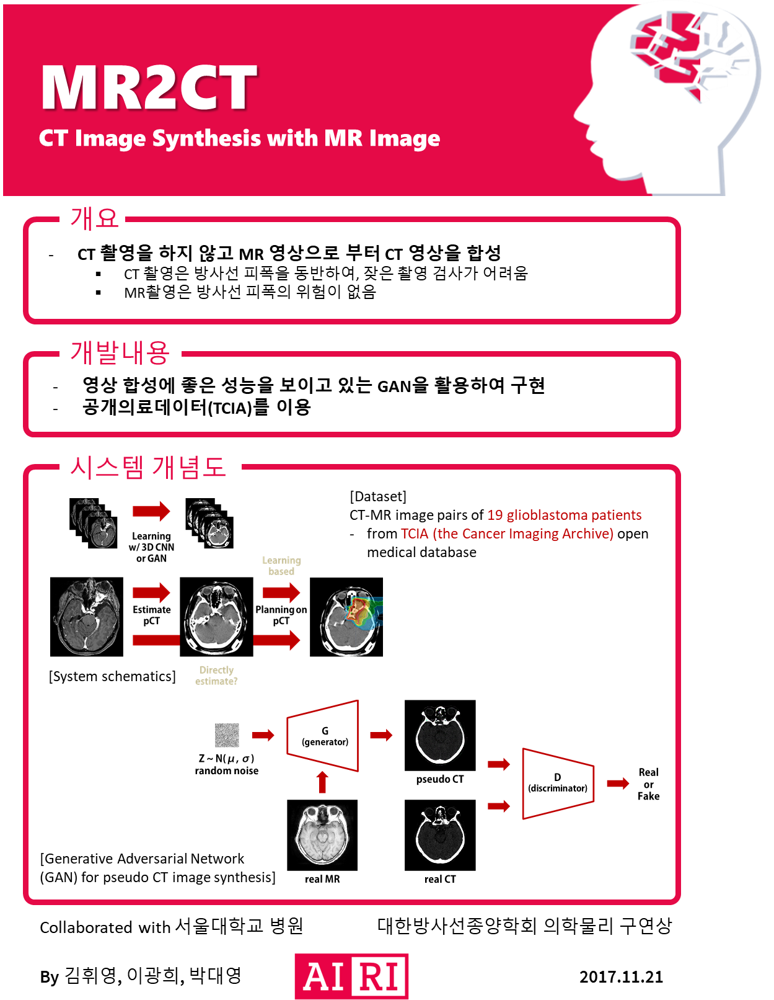 MR2CT
CT Image Synthesis with MR Image
개요
- CT 촬영을 하지 않고 MR 영상으로 부터 CT 영상을 합성
▪ CT 촬영은 방사선 피폭을 동반하여, 잦은 촬영 검사가 어려움
▪ MR촬영은 방사선 피폭의 위험이 없음
개발내용
- 영상 합성에 좋은 성능을 보이고 있는 GAN을 활용하여 구현
- 공개의료데이터(TCIA)를 이용
시스템 개념도
[Dataset]
CT-MR image pairs of 19 glioblastoma patients
- from TCIA (the Cancer Imaging Archive) open
medical database
Learning
w/ 3D CNN
or GAN
Learning
based
Estimate
pCT
Planning on
pCT
[System schematics]
Directly
estimate?
G
(generator)
Z ~ N(μ, σ)
random noise
pseudo CT
D
(discriminator)
Real
or
Fake
[Generative Adversarial Network
(GAN) for pseudo CT image synthesis]
real MR
real CT
Collaborated with 서울대학교 병원
대한방사선종양학회 의학물리 구연상
By 김휘영, 이광희, 박대영
AIRI
2017.11.21